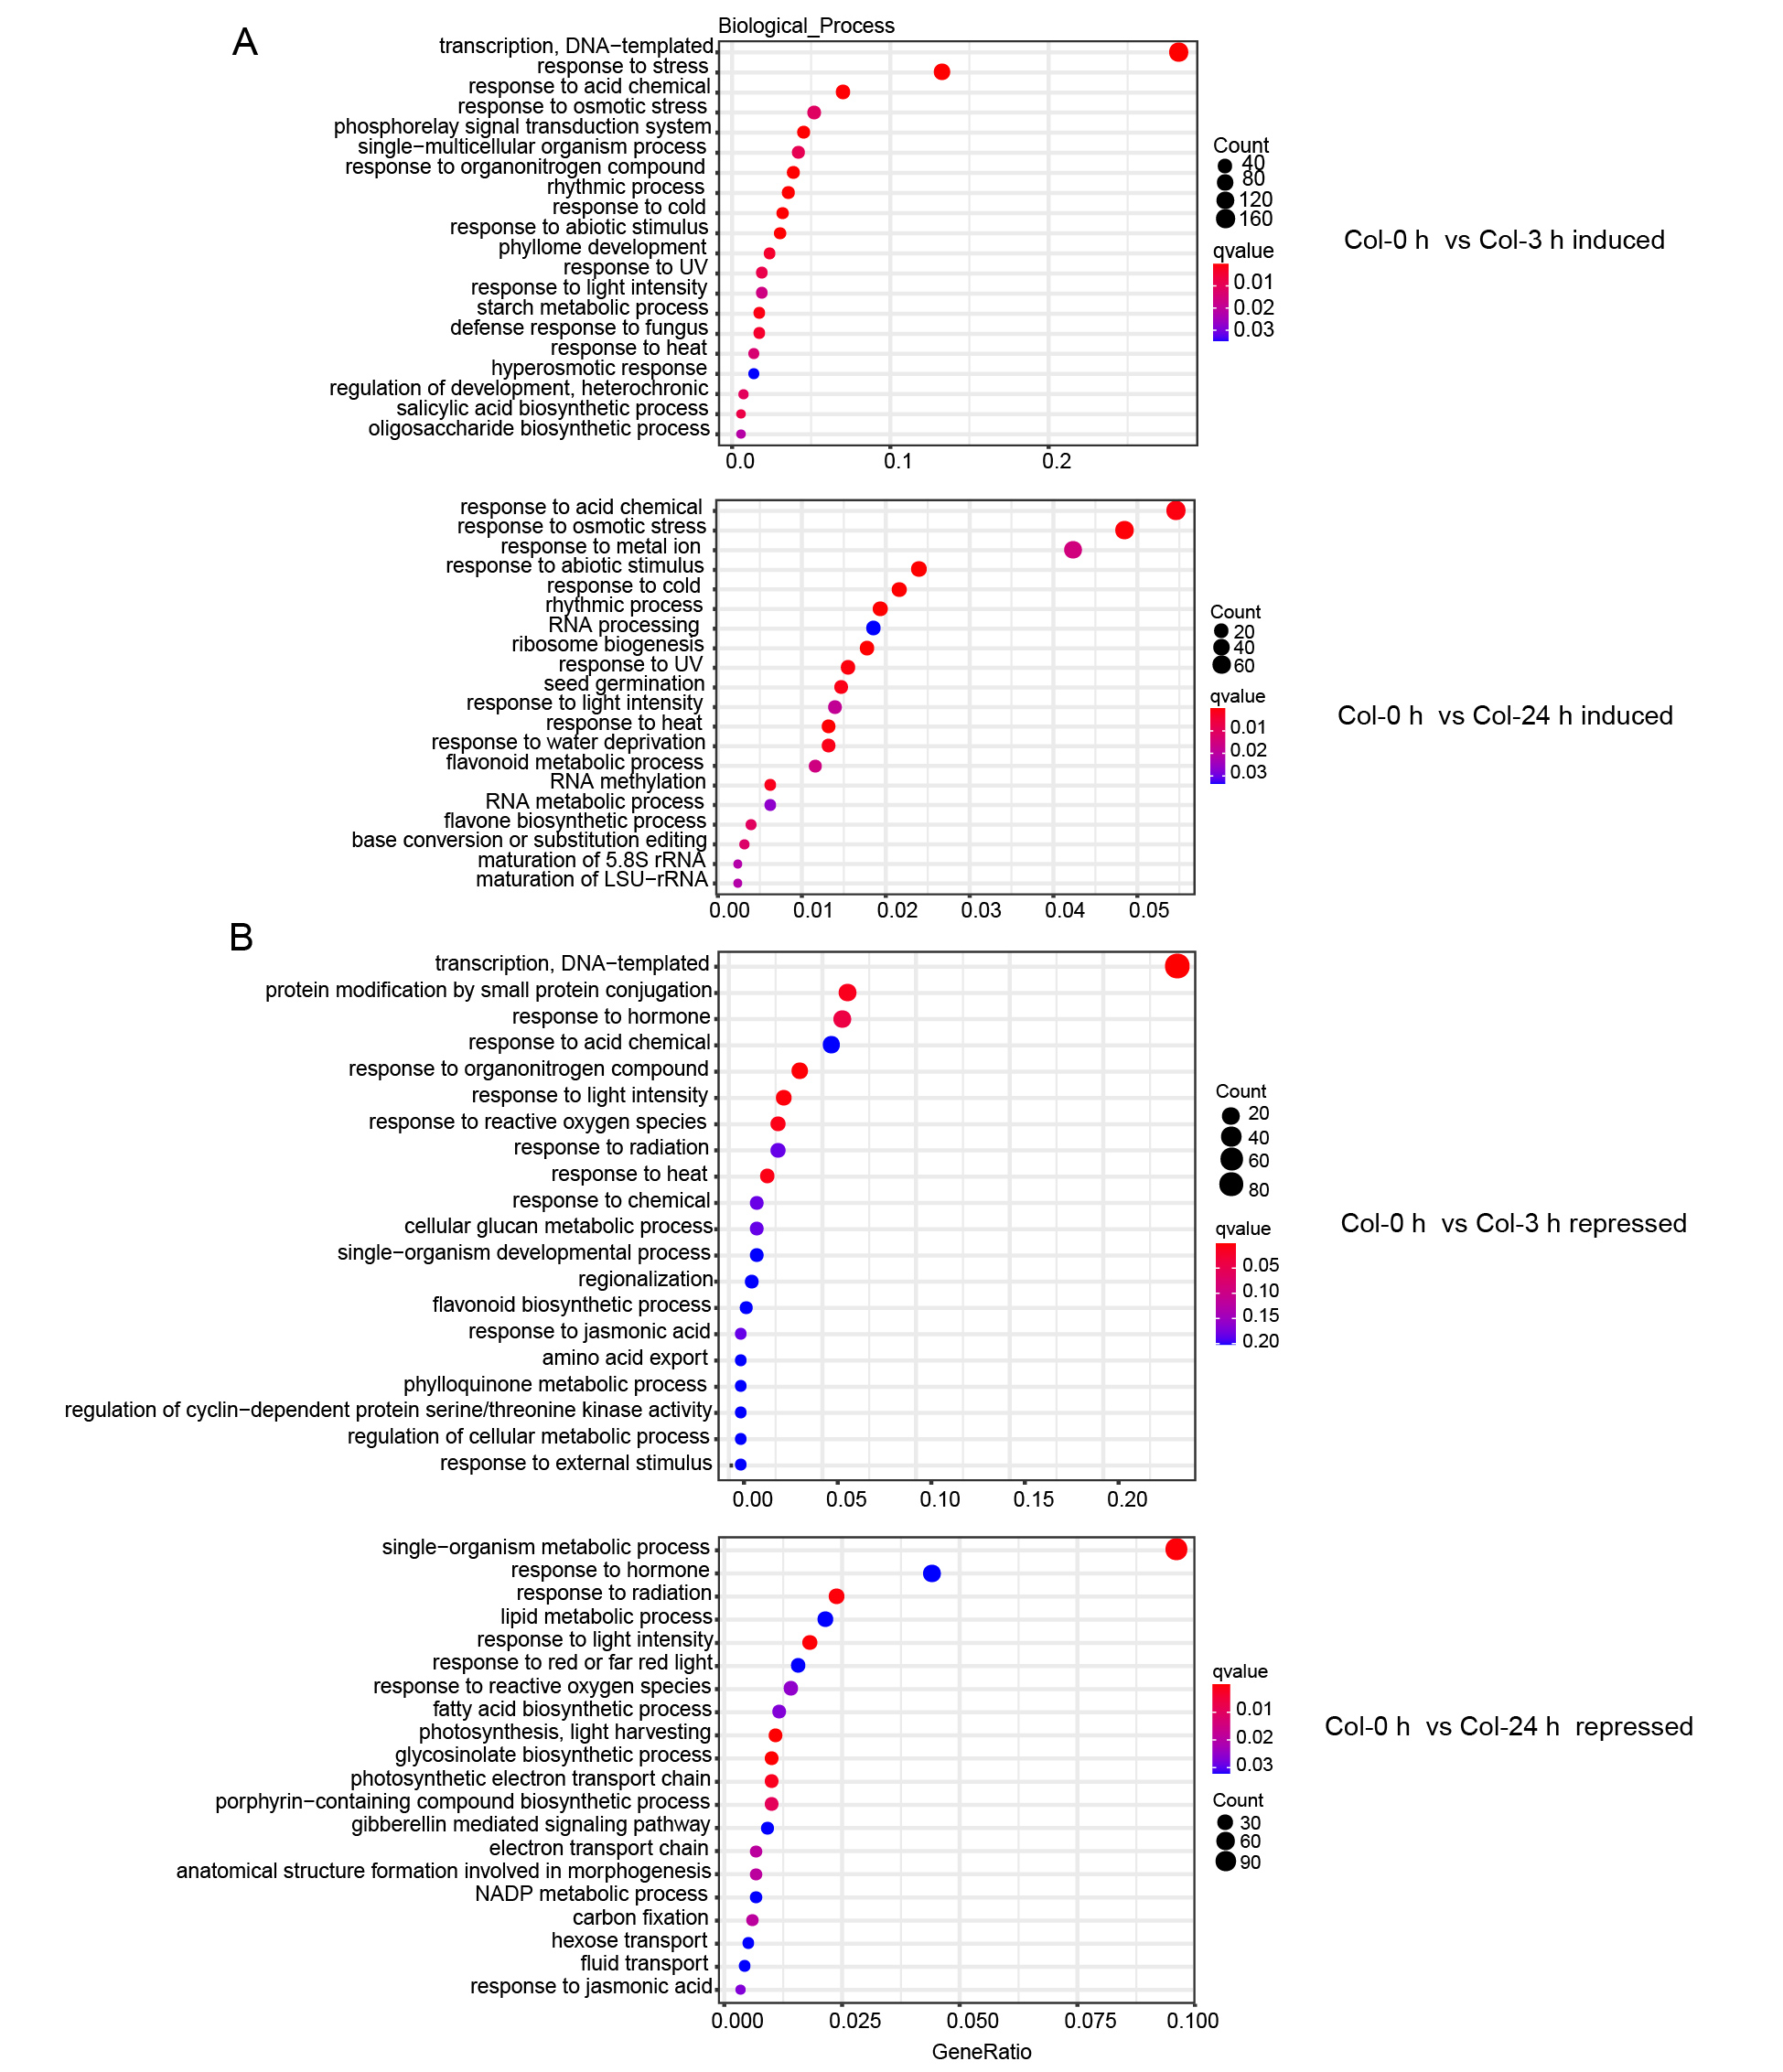 A
Biological_Process
transcription, DNA−templated
response to stress
response to acid chemical
response to osmotic stress
phosphorelay signal transduction system
single−multicellular organism process
response to organonitrogen compound
rhythmic process
response to cold
response to abiotic stimulus
phyllome development
response to UV
response to light intensity
starch metabolic process
defense response to fungus
response to heat
hyperosmotic response
regulation of development, heterochronic
salicylic acid biosynthetic process
oligosaccharide biosynthetic process
0.0 0.1 0.2
Count
40
80
120
160
qvalue
0.01
0.02
0.03
Col-0 h vs Col-3 h induced
response to acid chemical
response to osmotic stress
response to metal ion
response to abiotic stimulus
response to cold
rhythmic process
RNA processing
ribosome biogenesis
response to UV
seed germination
response to light intensity
response to heat
response to water deprivation
flavonoid metabolic process
RNA methylation
RNA metabolic process
flavone biosynthetic process
base conversion or substitution editing
maturation of 5.8S rRNA
maturation of LSU−rRNA
0.00 0.01 0.02 0.03 0.04 0.05
Count
20
40
60
qvalue
0.01
0.02
0.03
Col-0 h vs Col-24 h induced
B
transcription, DNA−templated
protein modification by small protein conjugation
response to hormone
response to acid chemical
response to organonitrogen compound
response to light intensity
response to reactive oxygen species
response to radiation
response to heat
response to chemical
cellular glucan metabolic process
single−organism developmental process
regionalization
flavonoid biosynthetic process
response to jasmonic acid
amino acid export
phylloquinone metabolic process
regulation of cyclin−dependent protein serine/threonine kinase activity
regulation of cellular metabolic process
response to external stimulus
0.00 0.05 0.10 0.15 0.20
Count
20
40
60
80
qvalue
0.05
0.10
0.15
0.20
Col-0 h vs Col-3 h repressed
single−organism metabolic process
response to hormone
response to radiation
lipid metabolic process
response to light intensity
response to red or far red light
response to reactive oxygen species
fatty acid biosynthetic process
photosynthesis, light harvesting
glycosinolate biosynthetic process
photosynthetic electron transport chain
porphyrin−containing compound biosynthetic process
gibberellin mediated signaling pathway
electron transport chain
anatomical structure formation involved in morphogenesis
NADP metabolic process
carbon fixation
hexose transport
fluid transport
response to jasmonic acid
0.000 0.025 0.050 0.075 0.100
GeneRatio
qvalue
0.01
0.02
0.03
Count
30
60
90
Col-0 h vs Col-24 h repressed